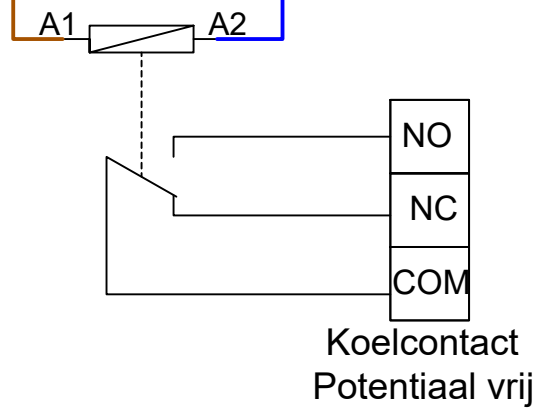 A1 A2
NO
NC
COM
Koelcontact
Potentiaal vrij